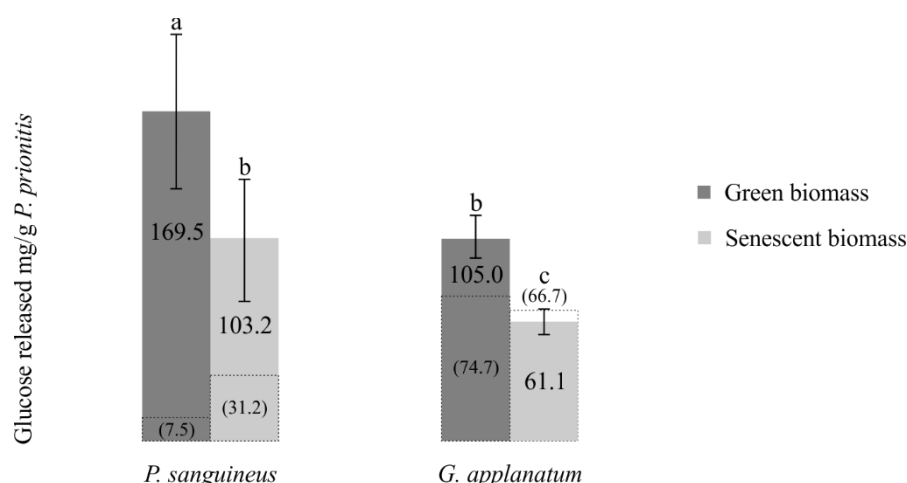 Glucose released mg/g P. prionitis
a
169.5
(7.5)
b
103.2
(31.2)
b
105.0
(74.7)
c
(66.7)
61.1
Green biomass
Senescent biomass
P. sanguineus
G. applanatum